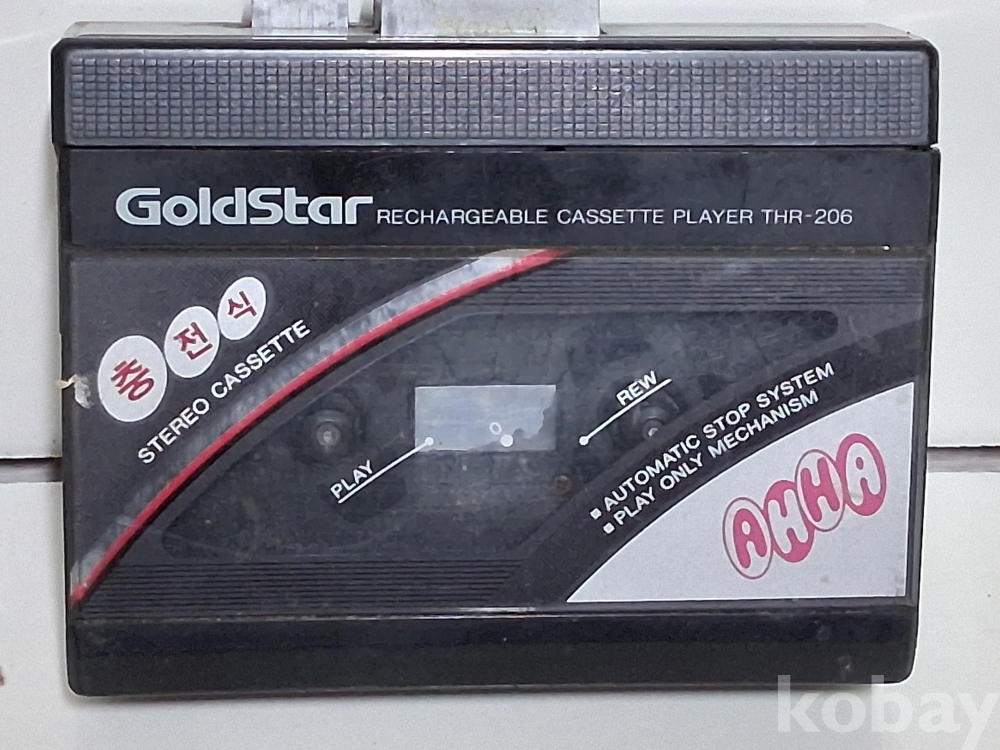 GoldStar RECHARGEABLE CASSETTE PLAYER THR-206
충전식
STEREO CASSETTE
PLAY
REW
AUTOMATIC STOP SYSTEM
PLAY ONLY MECHANISM
AHHA
kobay